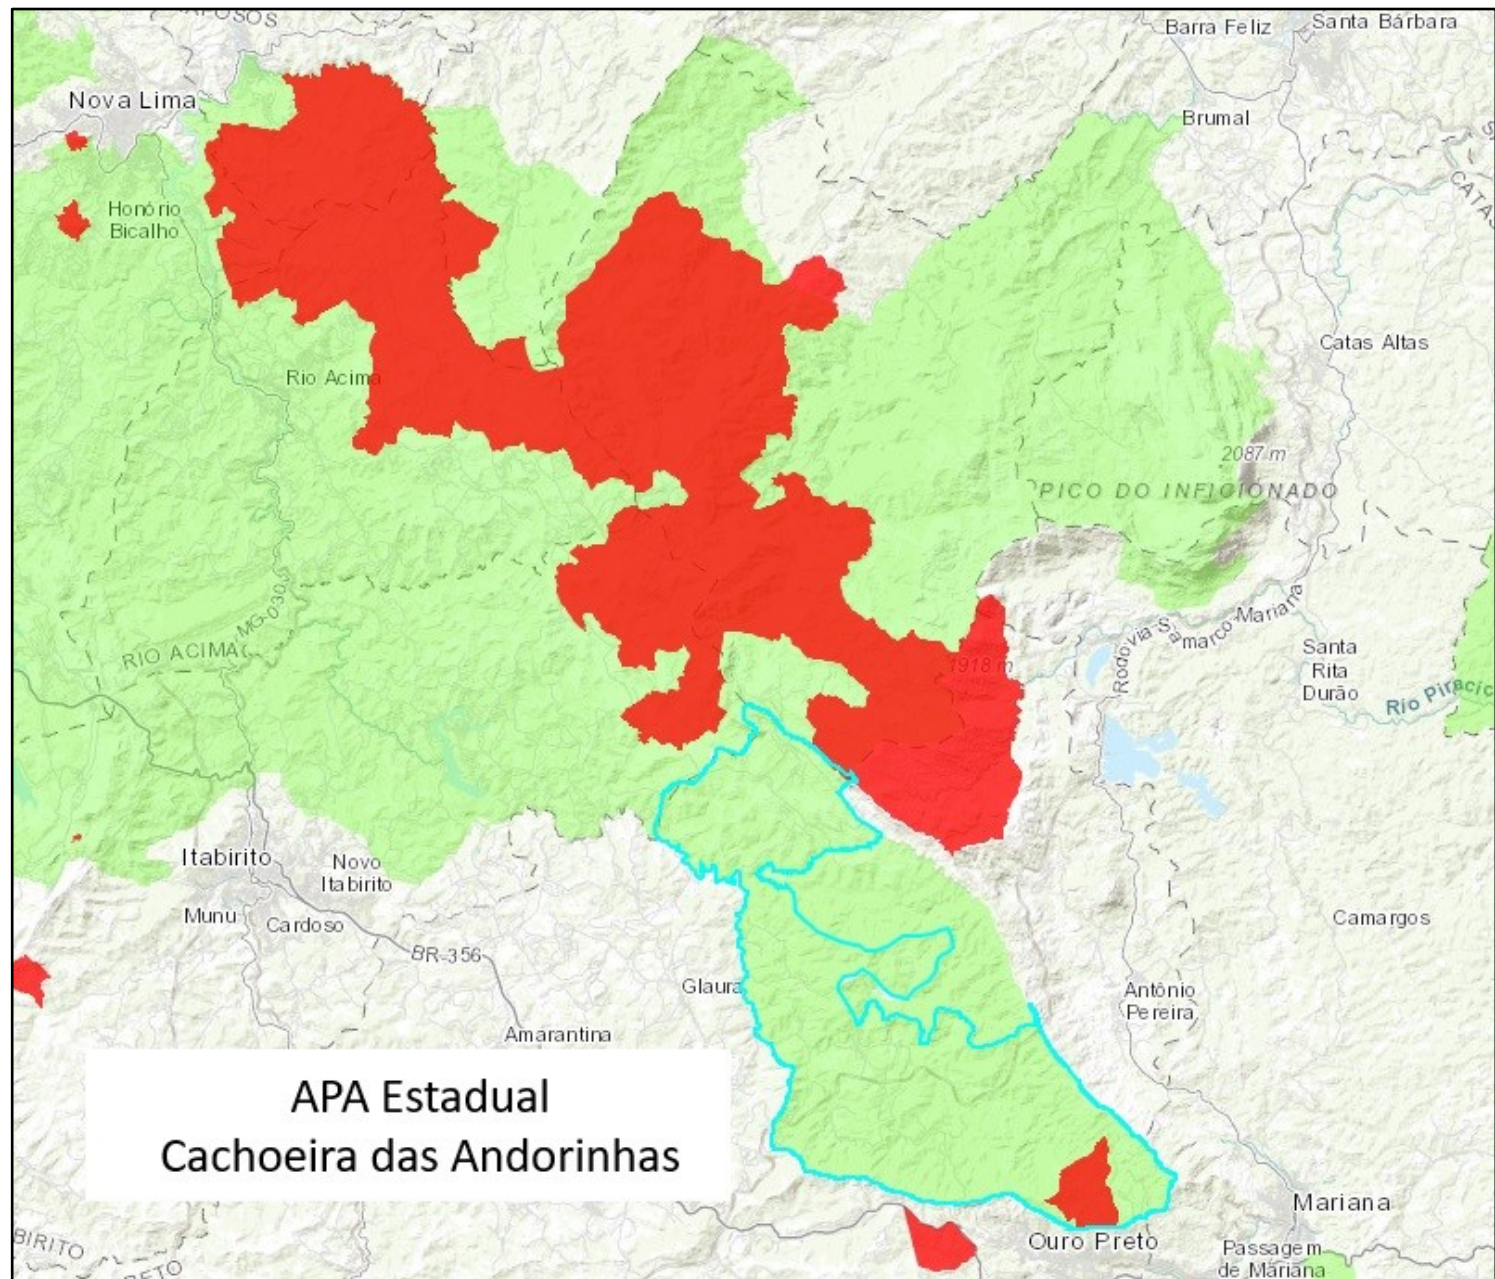 Barra Feliz
Santa Bárbara
Nova Lima
Brumal
Honório
Bicalho
Catas Altas
Rio Acima
2087 m
PICO DO INFICIONADO
MG-030
RIO ACIMA
Rodovia Samarco-Mariana
1918 m
Santa
Rita
Durão
Rio Piracic
Itabirito
Novo
Itabirito
Munu
Cardoso
Camargos
BR-356
Glaura
Antônio
Pereira
Amarantina
APA Estadual
Cachoeira das Andorinhas
Mariana
Ouro Preto
Passagem
de Mariana
BIRITO